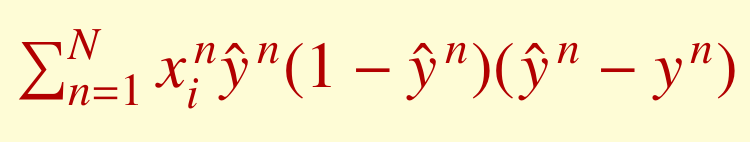 ∑_{n=1}^{N} x_i^n ŷ^n(1 − ŷ^n)(ŷ^n − y^n)